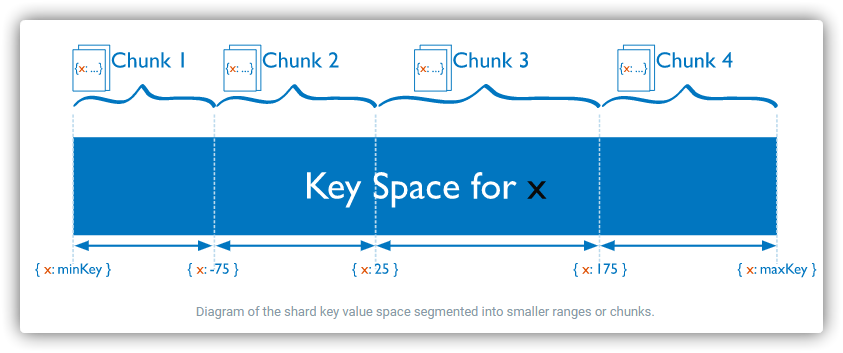 {x: ...} Chunk 1 {x: ...} Chunk 2 {x: ...} Chunk 3 {x: ...} Chunk 4
Key Space for x
{ x: minKey } { x: -75 } { x: 25 } { x: 175 } { x: maxKey }
Diagram of the shard key value space segmented into smaller ranges or chunks.